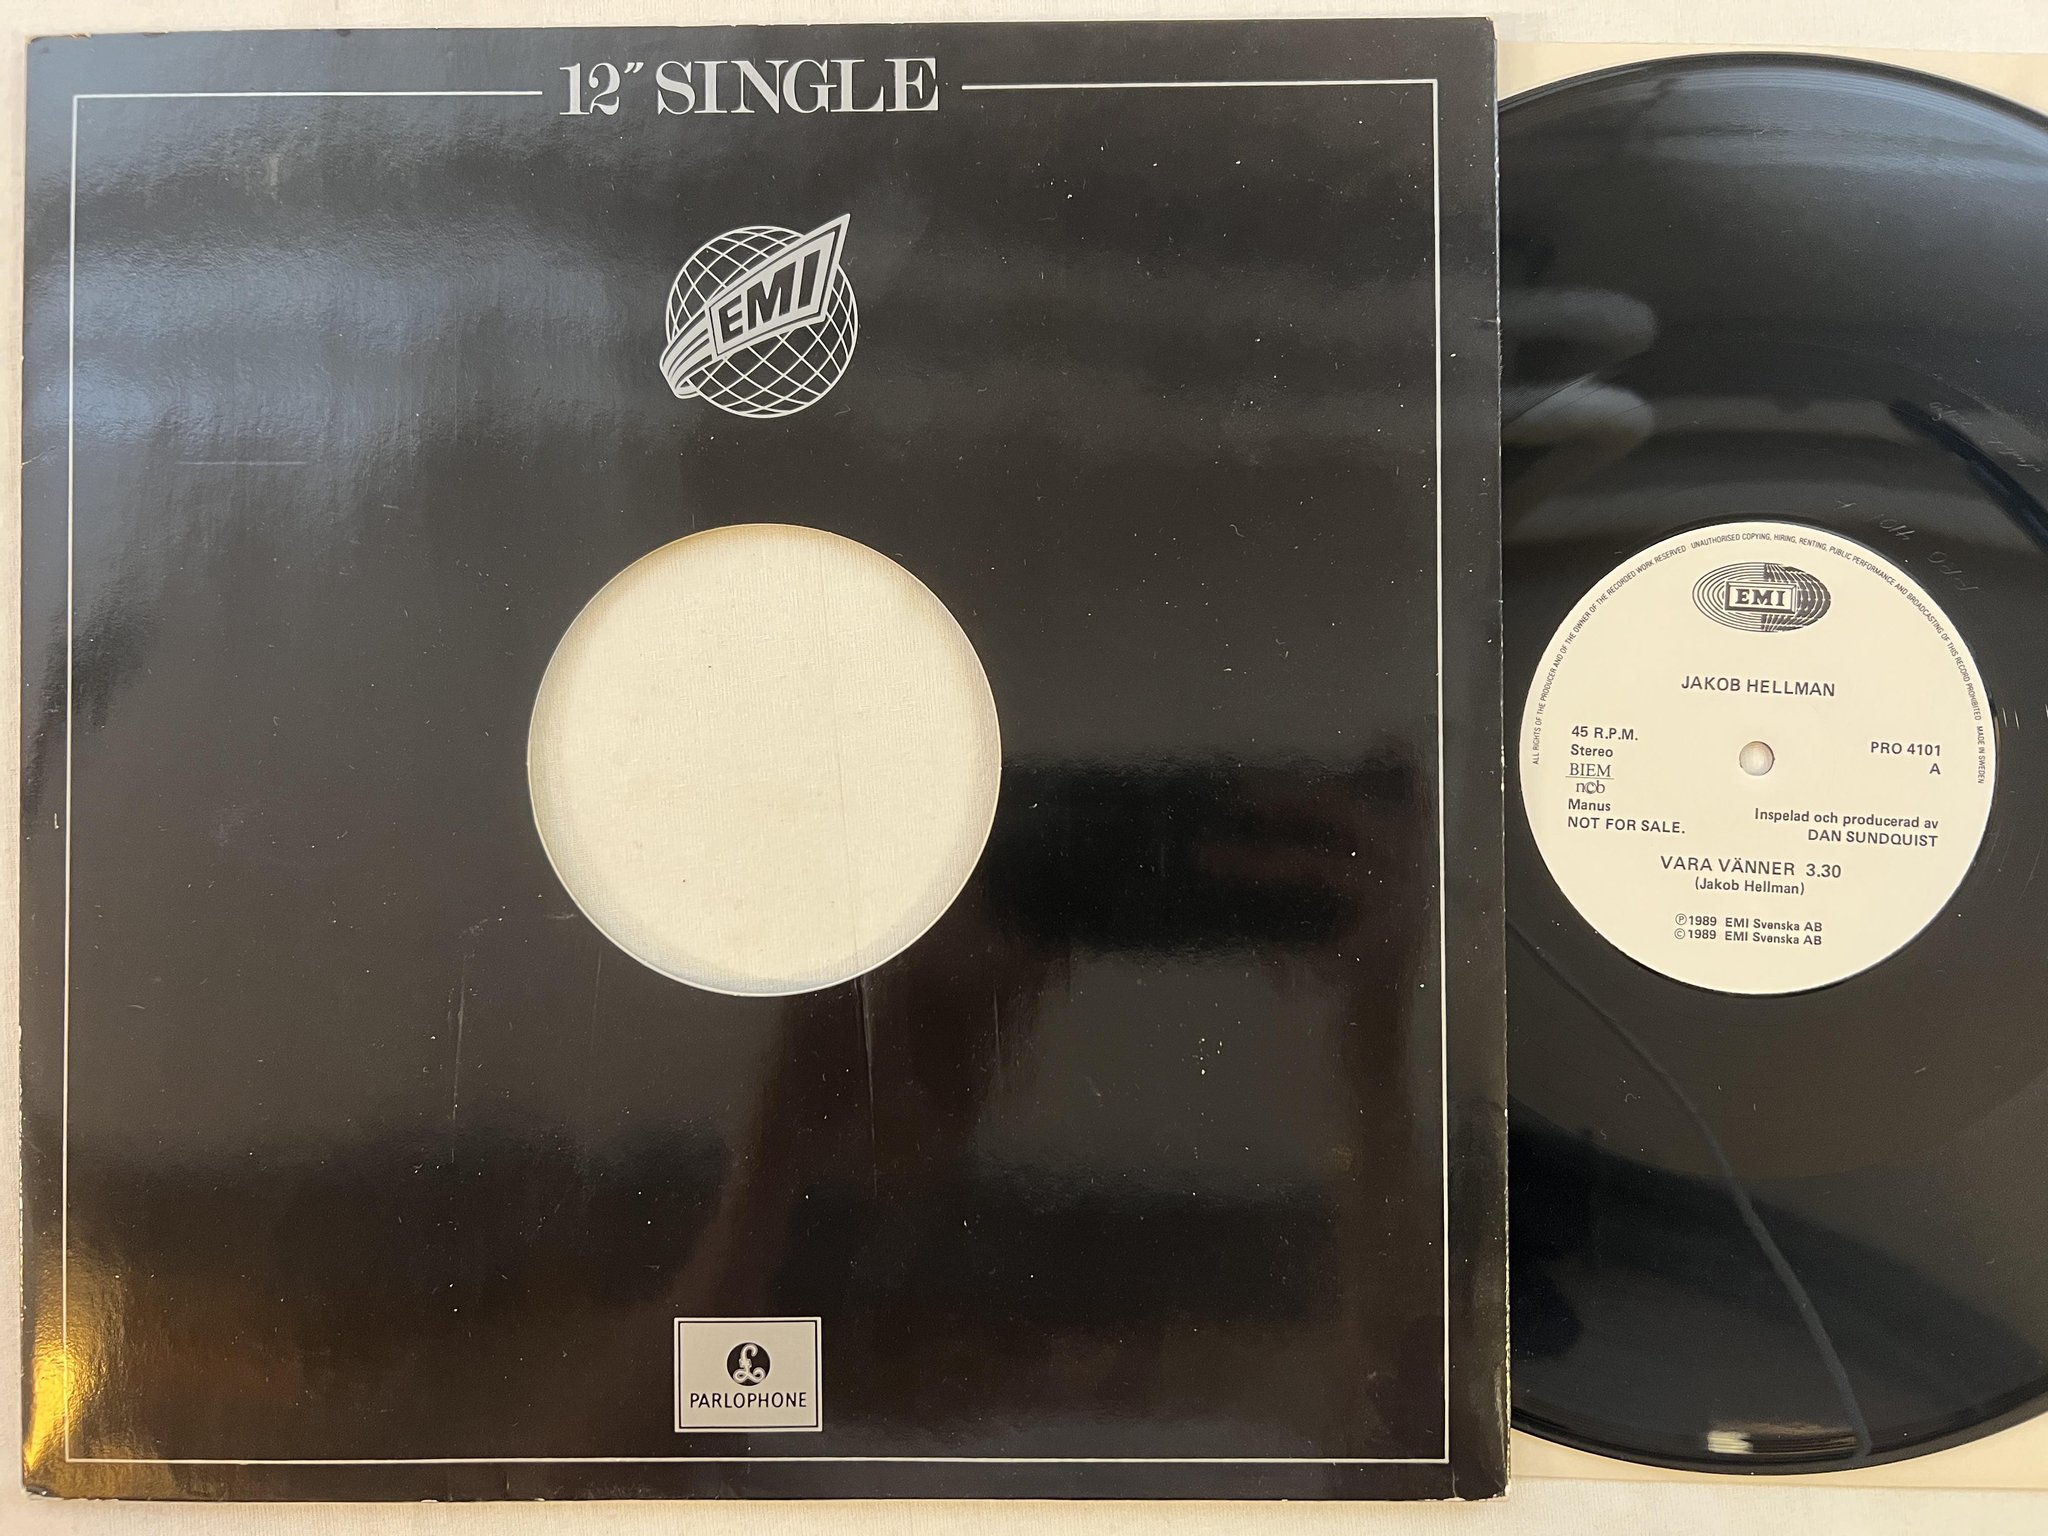 12" SINGLE
EMI
£
PARLOPHONE
ALL RIGHTS OF THE PRODUCER AND OF THE OWNER OF THE RECORDED WORK RESERVED UNAUTHORISED COPYING, HIRING, RENTING, PUBLIC PERFORMANCE AND BROADCASTING OF THIS RECORD PROHIBITED MADE IN SWEDEN
EMI
JAKOB HELLMAN
45 R.P.M.
Stereo
BIEM
n©b
Manus
NOT FOR SALE.
PRO 4101
A
Inspelad och producerad av
DAN SUNDQUIST
VARA VÄNNER 3.30
(Jakob Hellman)
℗1989 EMI Svenska AB
©1989 EMI Svenska AB